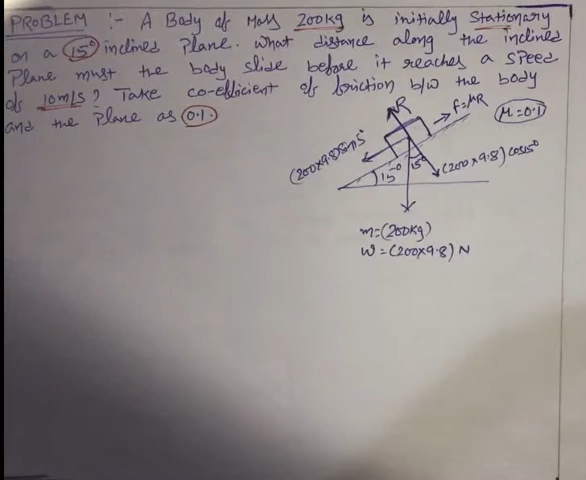 PROBLEM :- A Body of Mass 200kg is initially Stationary
on a 15° inclined Plane. What distance along the inclined
Plane must the body slide before it reaches a speed
of 10m/s? Take co-efficient of friction b/w the body
and the Plane as 0.1.
R
F=μR
μ=0.1
(200×9.8)sin15°
15°
15°
(200×9.8)cos15°
m=(200kg)
W=(200×9.8) N